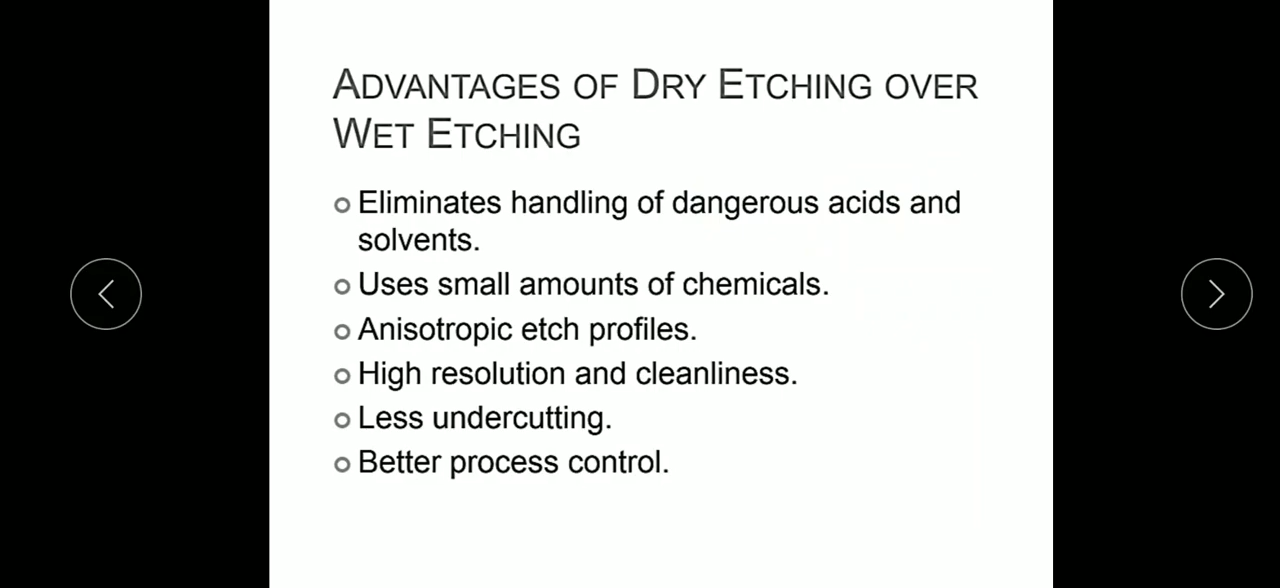 ADVANTAGES OF DRY ETCHING OVER
WET ETCHING
Eliminates handling of dangerous acids and
solvents.
Uses small amounts of chemicals.
Anisotropic etch profiles.
High resolution and cleanliness.
Less undercutting.
Better process control.